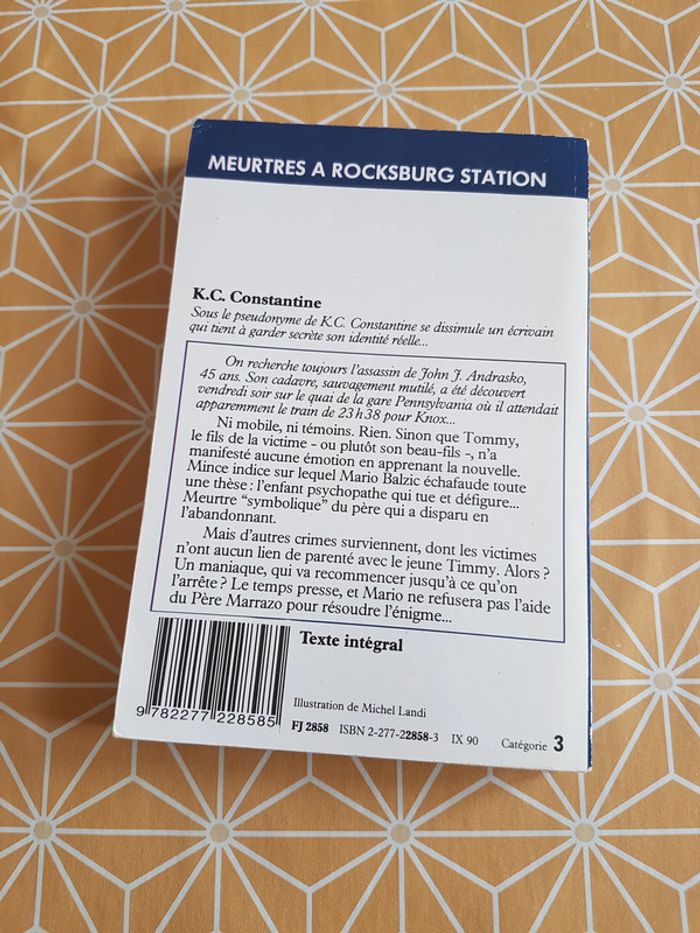 MEURTRES A ROCKSBURG STATION
K.C. Constantine
Sous le pseudonyme de K.C. Constantine se dissimule un écrivain
qui tient à garder secrète son identité réelle...
On recherche toujours l'assassin de John J. Andrasko,
45 ans. Son cadavre, sauvagement mutilé, a été découvert
vendredi soir sur le quai de la gare Pennsylvania où il attendait
apparemment le train de 23 h 38 pour Knox...
Ni mobile, ni témoins. Rien. Sinon que Tommy,
le fils de la victime - ou plutôt son beau-fils -, n'a
manifesté aucune émotion en apprenant la nouvelle.
Mince indice sur lequel Mario Balzic échafaude toute
une thèse : l'enfant psychopathe qui tue et défigure...
Meurtre "symbolique" du père qui a disparu en
l'abandonnant.
Mais d'autres crimes surviennent, dont les victimes
n'ont aucun lien de parenté avec le jeune Timmy. Alors ?
Un maniaque, qui va recommencer jusqu'à ce qu'on
l'arrête ? Le temps presse, et Mario ne refusera pas l'aide
du Père Marrazo pour résoudre l'énigme...
Texte intégral
Illustration de Michel Landi
9 782277 228585
FJ 2858 ISBN 2-277-22858-3 IX 90 Catégorie 3